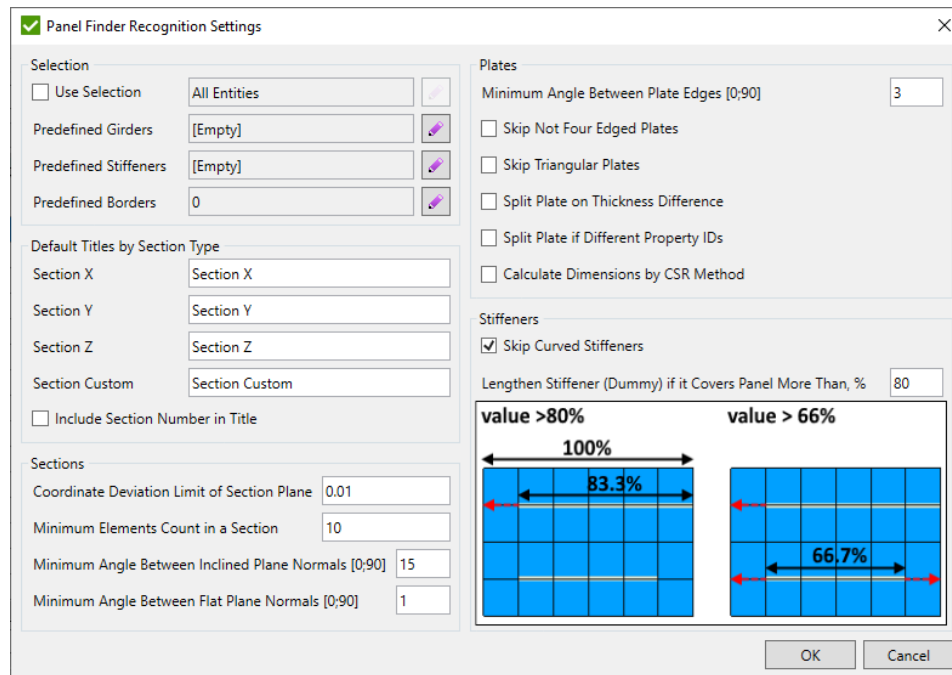 Panel Finder Recognition Settings
Selection
Use Selection All Entities
Predefined Girders [Empty]
Predefined Stiffeners [Empty]
Predefined Borders 0
Default Titles by Section Type
Section X Section X
Section Y Section Y
Section Z Section Z
Section Custom Section Custom
Include Section Number in Title
Sections
Coordinate Deviation Limit of Section Plane 0.01
Minimum Elements Count in a Section 10
Minimum Angle Between Inclined Plane Normals [0;90] 15
Minimum Angle Between Flat Plane Normals [0;90] 1
Plates
Minimum Angle Between Plate Edges [0;90] 3
Skip Not Four Edged Plates
Skip Triangular Plates
Split Plate on Thickness Difference
Split Plate if Different Property IDs
Calculate Dimensions by CSR Method
Stiffeners
Skip Curved Stiffeners
Lengthen Stiffener (Dummy) if it Covers Panel More Than, % 80
value >80% value > 66%
100%
83.3%
66.7%
OK Cancel